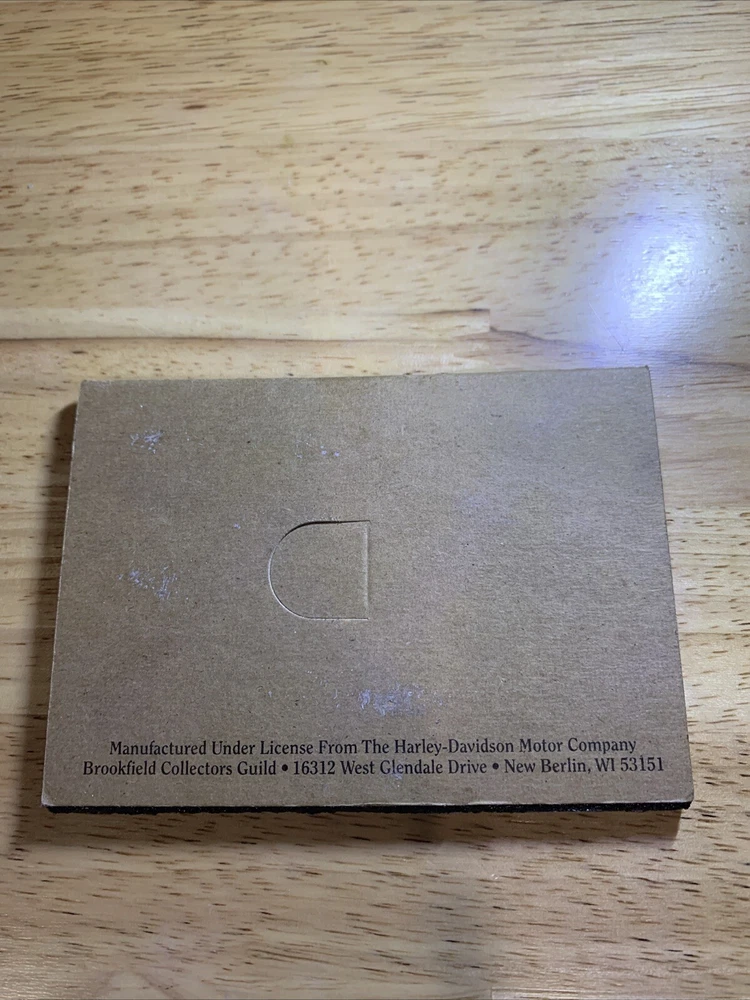 Manufactured Under License From The Harley-Davidson Motor Company
Brookfield Collectors Guild • 16312 West Glendale Drive • New Berlin, WI 53151